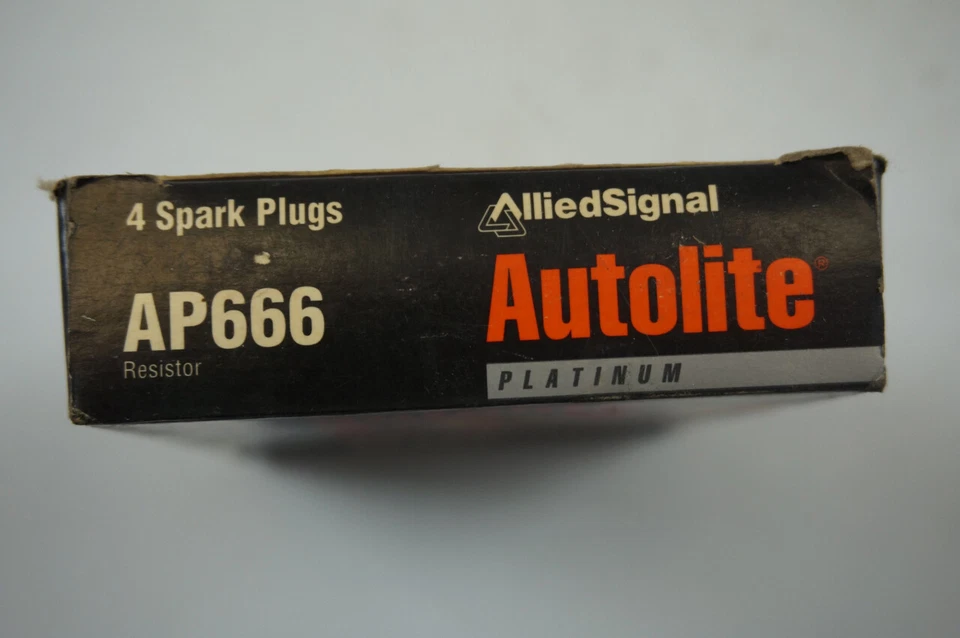 4 Spark Plugs
AP666
Resistor
AlliedSignal
Autolite®
PLATINUM